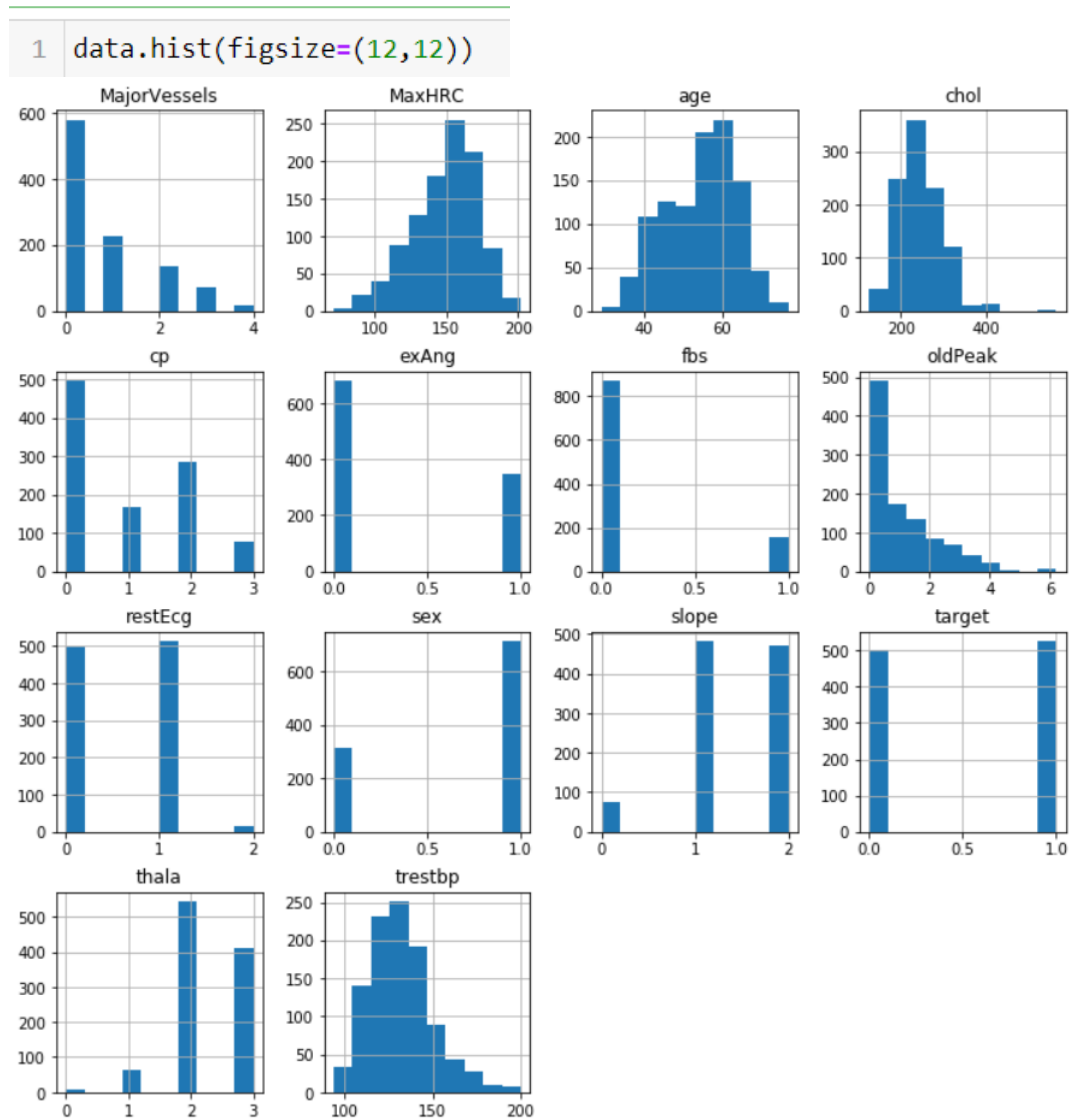 1 data.hist(figsize=(12,12))
MajorVessels MaxHRC age chol
600 400 200 0
0 2 4
250 200 150 100 50 0
100 150 200
200 150 100 50 0
40 60
300 200 100 0
200 400
cp exAng fbs oldPeak
500 400 300 200 100 0
0 1 2 3
600 400 200 0
0.0 0.5 1.0
800 600 400 200 0
0.0 0.5 1.0
500 400 300 200 100 0
0 2 4 6
restEcg sex slope target
500 400 300 200 100 0
0 1 2
600 400 200 0
0.0 0.5 1.0
500 400 300 200 100 0
0 1 2
500 400 300 200 100 0
0.0 0.5 1.0
thala trestbp
500 400 300 200 100 0
0 1 2 3
250 200 150 100 50 0
100 150 200